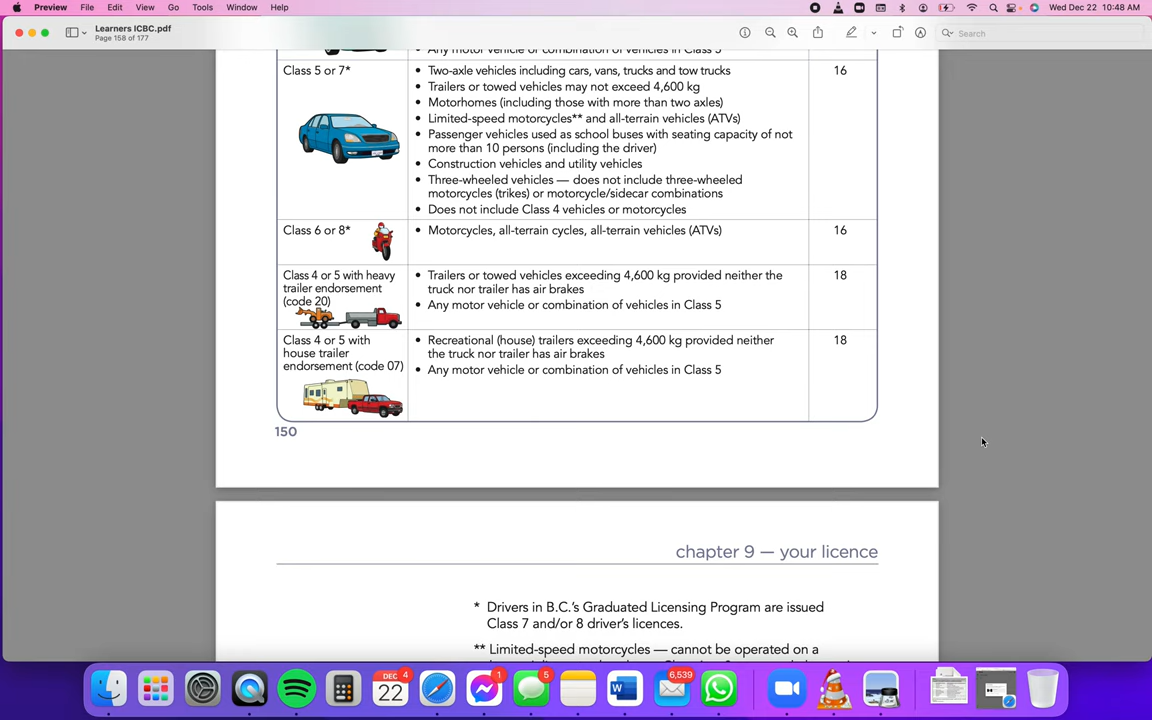 Preview File Edit View Go Tools Window Help Wed Dec 22 10:48 AM
Learners ICBC.pdf
Page 158 of 177
Search
Any motor vehicle or combination of vehicles in Class 5
Class 5 or 7*
• Two-axle vehicles including cars, vans, trucks and tow trucks
16
• Trailers or towed vehicles may not exceed 4,600 kg
• Motorhomes (including those with more than two axles)
• Limited-speed motorcycles** and all-terrain vehicles (ATVs)
• Passenger vehicles used as school buses with seating capacity of not
more than 10 persons (including the driver)
• Construction vehicles and utility vehicles
• Three-wheeled vehicles — does not include three-wheeled
motorcycles (trikes) or motorcycle/sidecar combinations
• Does not include Class 4 vehicles or motorcycles
Class 6 or 8*
• Motorcycles, all-terrain cycles, all-terrain vehicles (ATVs)
16
Class 4 or 5 with heavy
trailer endorsement
(code 20)
• Trailers or towed vehicles exceeding 4,600 kg provided neither the
truck nor trailer has air brakes
• Any motor vehicle or combination of vehicles in Class 5
18
Class 4 or 5 with
house trailer
endorsement (code 07)
• Recreational (house) trailers exceeding 4,600 kg provided neither
the truck nor trailer has air brakes
• Any motor vehicle or combination of vehicles in Class 5
18
150
chapter 9 — your licence
* Drivers in B.C.'s Graduated Licensing Program are issued
Class 7 and/or 8 driver's licences.
** Limited-speed motorcycles — cannot be operated on a
DEC
22
4
1
5
6,539